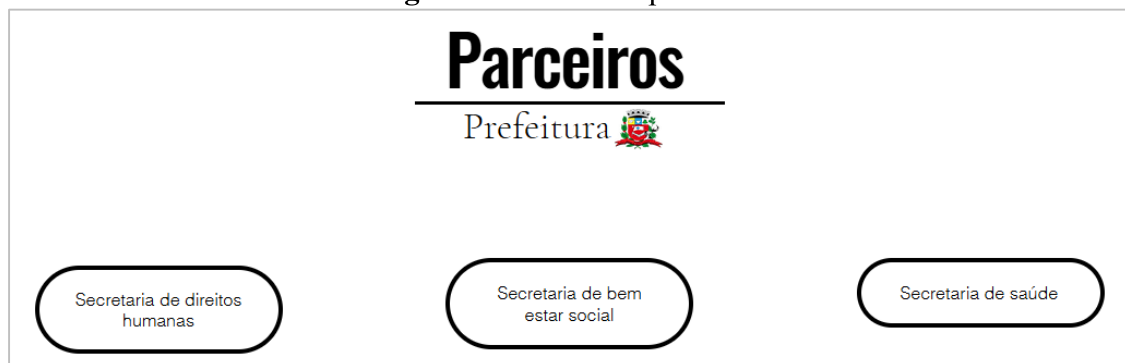 Parceiros
Prefeitura
Secretaria de direitos
humanas
Secretaria de bem
estar social
Secretaria de saúde